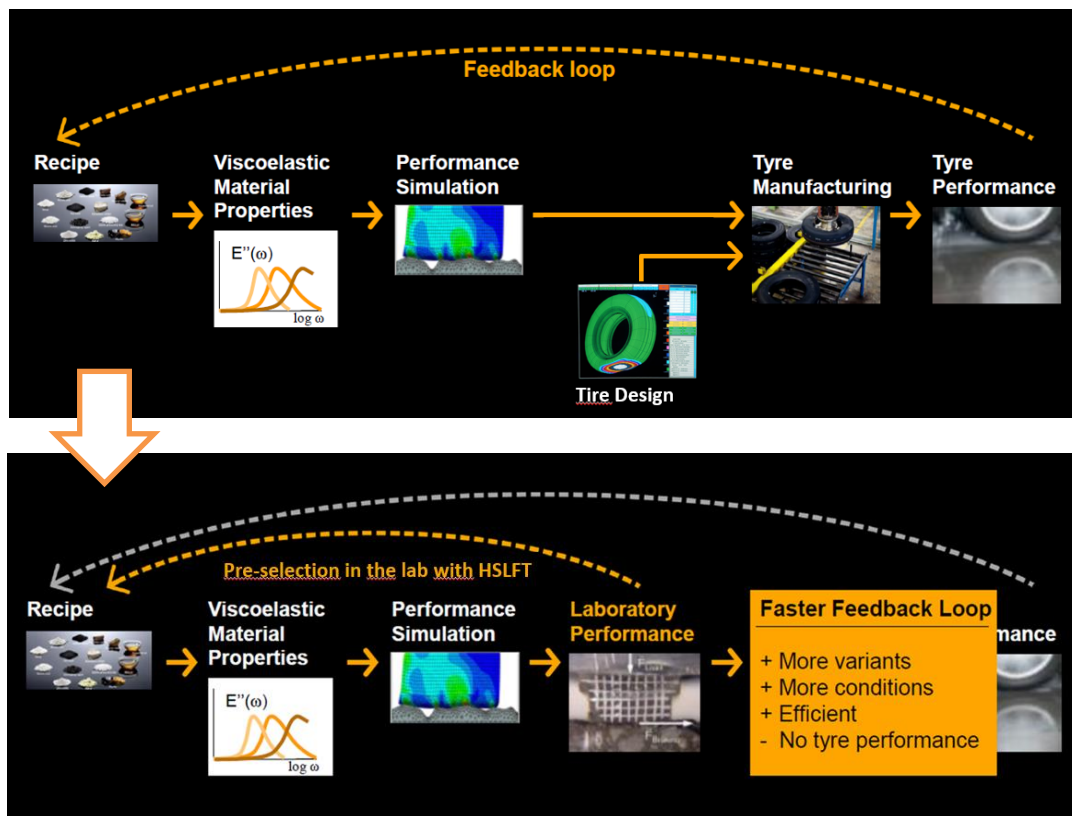 Feedback loop
Recipe
Viscoelastic
Material
Properties
Performance
Simulation
Tyre
Manufacturing
Tyre
Performance
E"(ω)
log ω
Tire Design
Pre-selection in the lab with HSLFT
Recipe
Viscoelastic
Material
Properties
Performance
Simulation
Laboratory
Performance
Faster Feedback Loop
+ More variants
+ More conditions
+ Efficient
- No tyre performance
mance
E"(ω)
log ω